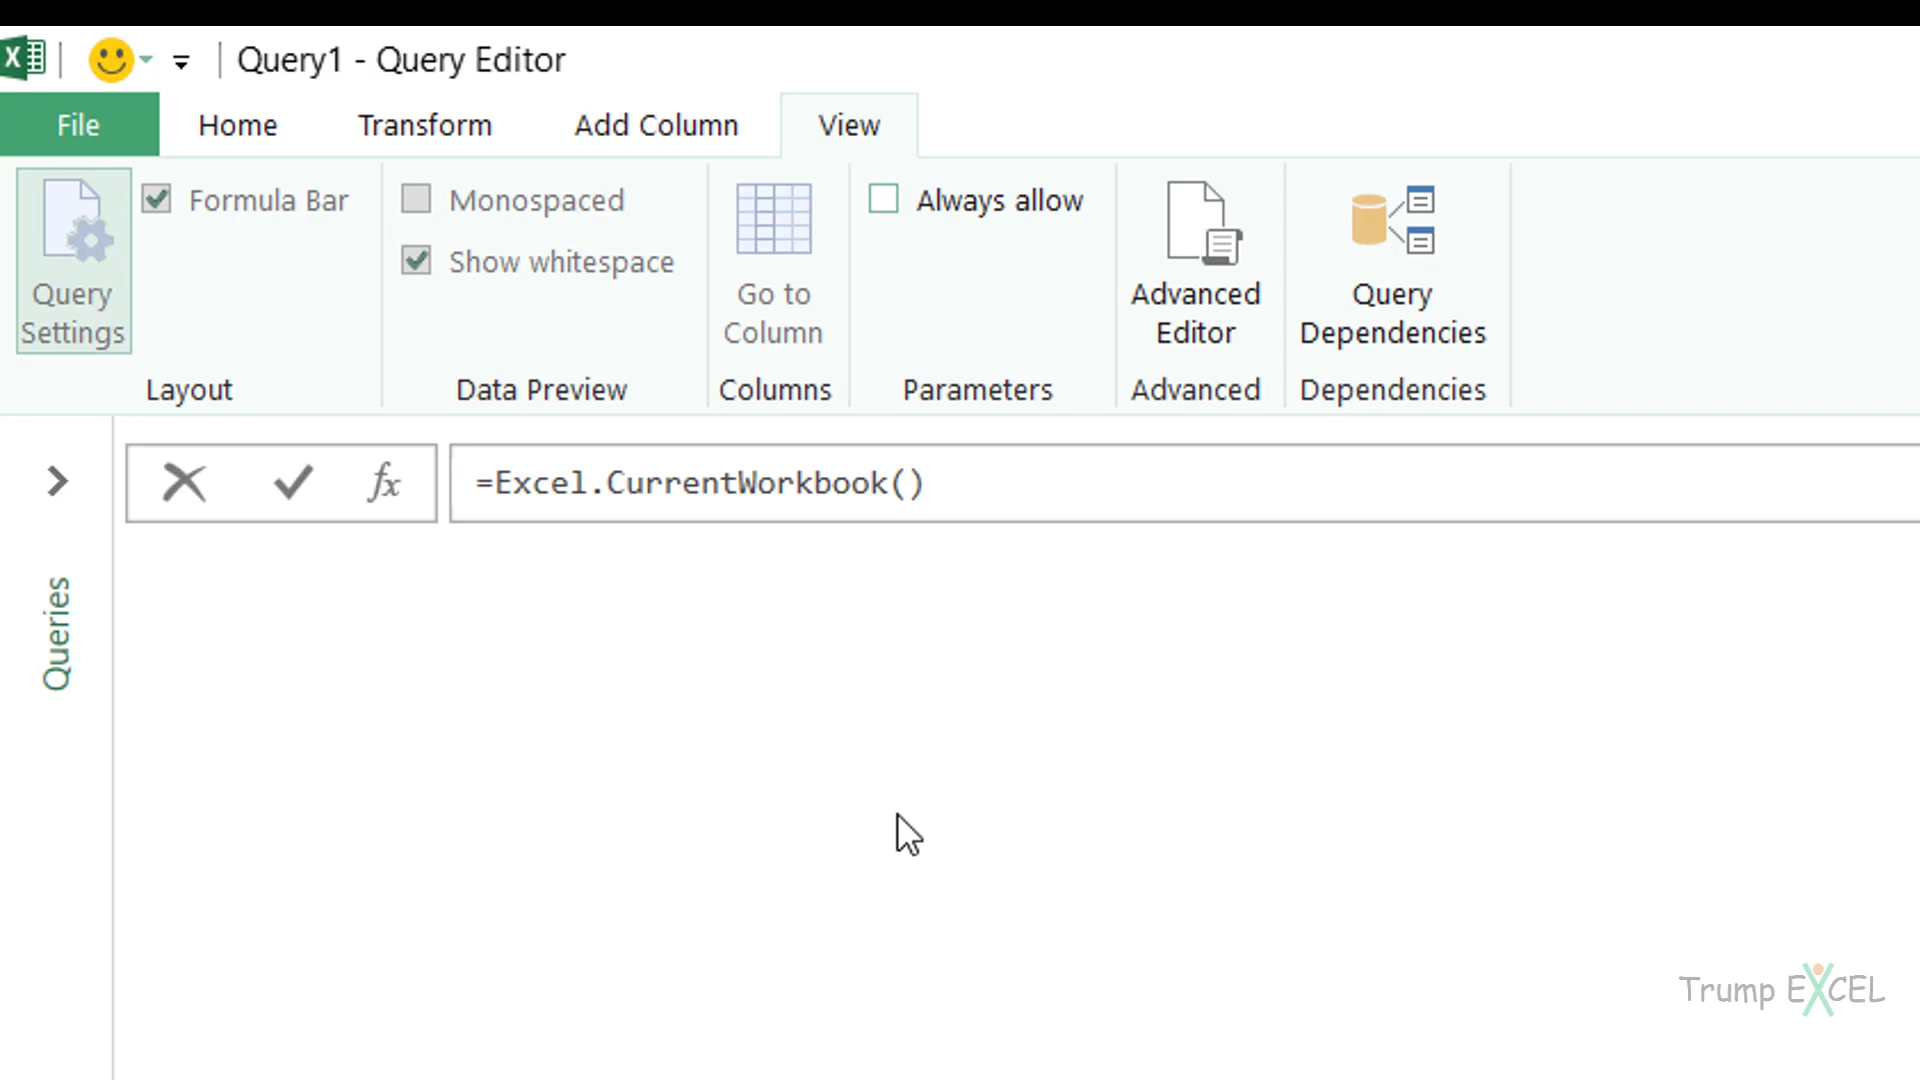 Query1 - Query Editor
File Home Transform Add Column View
Query Settings
Formula Bar
Layout
Monospaced
Show whitespace
Data Preview
Go to Column
Columns
Always allow
Parameters
Advanced Editor
Advanced
Query Dependencies
Dependencies
fx =Excel.CurrentWorkbook()
Queries
Trump EXCEL